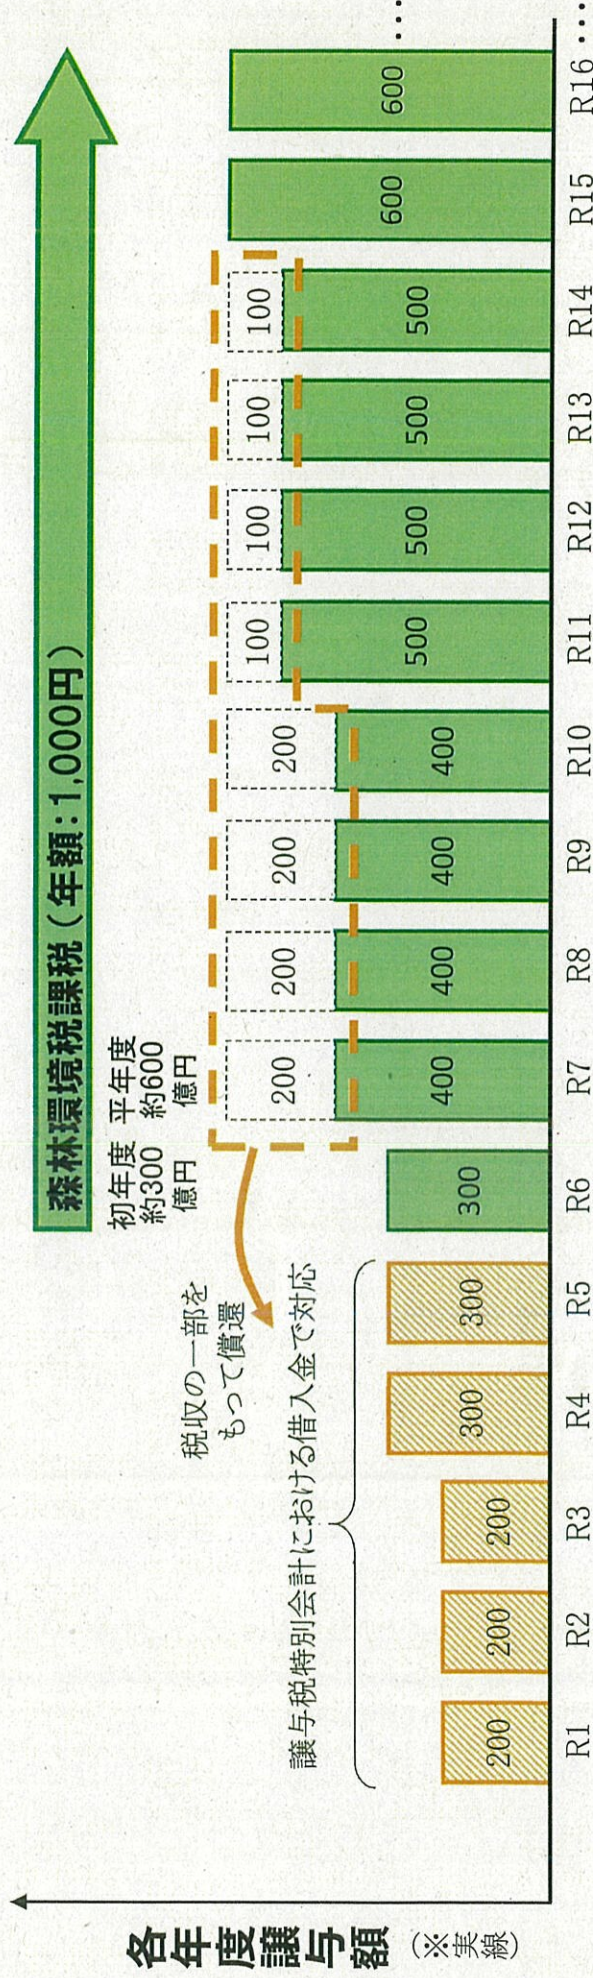 森林環境税課税(年額:1,000円)
初年度
約300
億円
平年度
約600
億円
税収の一部を
もって償還
譲与税特別会計における借入金で対応
各年度譲与額
(※実線)
200 200 200 300 300 300 200 200 200 200 100 100 100 100 600 600 ‥‥
400 400 400 400 500 500 500 500
R1 R2 R3 R4 R5 R6 R7 R8 R9 R10 R11 R12 R13 R14 R15 R16 ‥‥